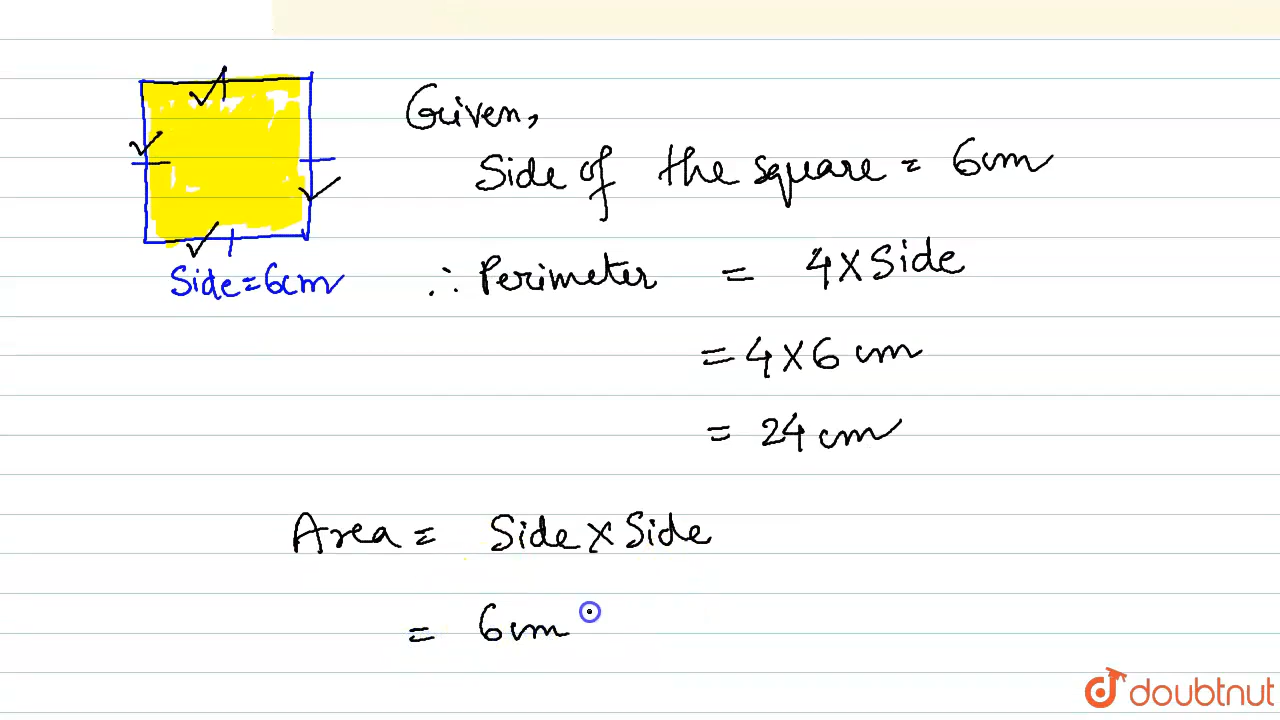 Given,
Side of the square = 6cm
Side=6cm
∴ Perimeter = 4×Side
= 4×6 cm
= 24 cm
Area = Side × Side
= 6cm
doubtnut